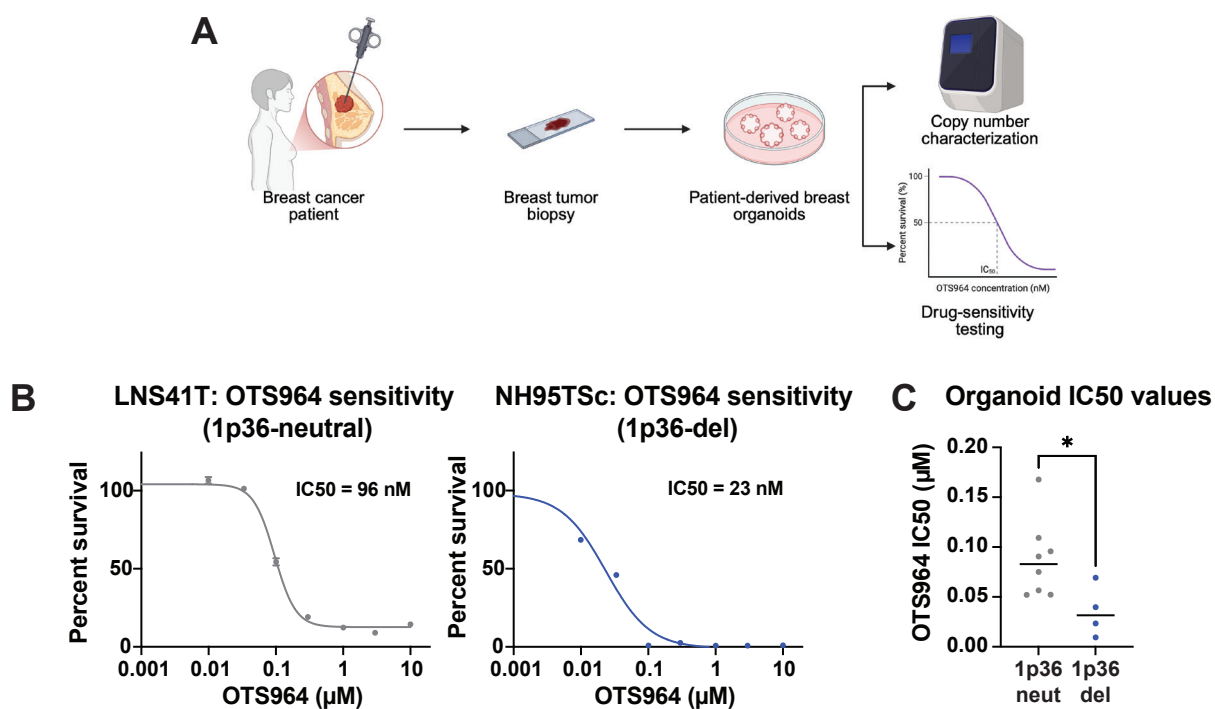 A
Breast cancer
patient
Breast tumor
biopsy
Patient-derived breast
organoids
Copy number
characterization
Percent survival (%)
100
50
IC50
OTS964 concentration (nM)
Drug-sensitivity
testing
B
LNS41T: OTS964 sensitivity
(1p36-neutral)
IC50 = 96 nM
Percent survival
100
50
0
0.001
0.01
0.1
1
10
OTS964 (μM)
NH95TSc: OTS964 sensitivity
(1p36-del)
IC50 = 23 nM
Percent survival
100
50
0
0.001
0.01
0.1
1
10
OTS964 (μM)
C
Organoid IC50 values
*
OTS964 IC50 (μM)
0.20
0.15
0.10
0.05
0.00
1p36
neut
1p36
del